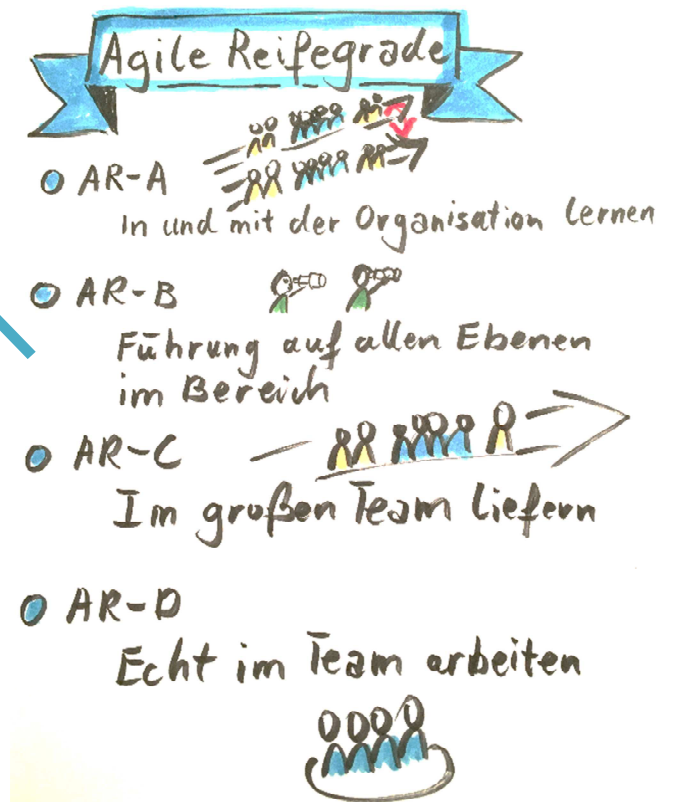 Agile Reifegrade
AR-A
In und mit der Organisation lernen
AR-B
Führung auf allen Ebenen
im Bereich
AR-C
Im großen Team liefern
AR-D
Echt im Team arbeiten